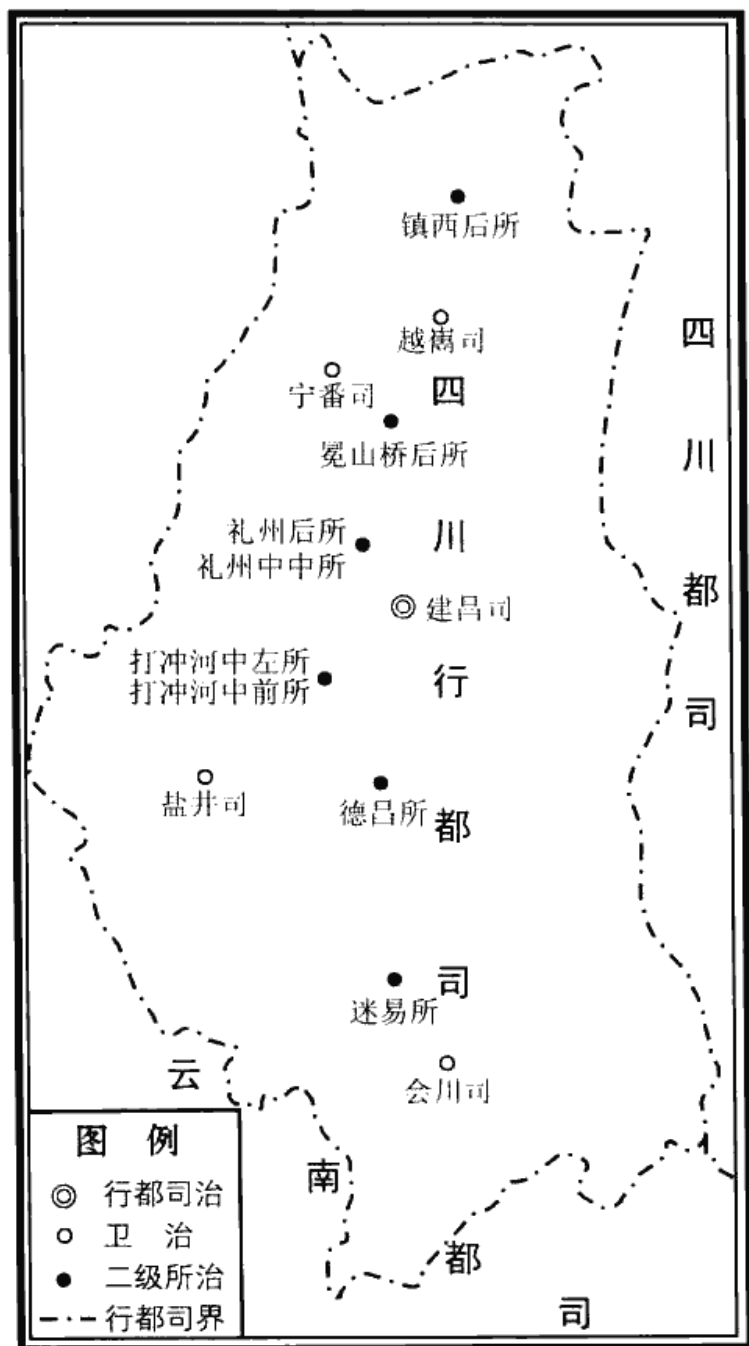 镇西后所
越嶲司
宁番司
冕山桥后所
礼州后所
礼州中中所
建昌司
打冲河中左所
打冲河中前所
盐井司
德昌所
迷易所
会川司
四川行都司
四川都司
云南都司
图 例
行都司治
卫 治
二级所治
行都司界